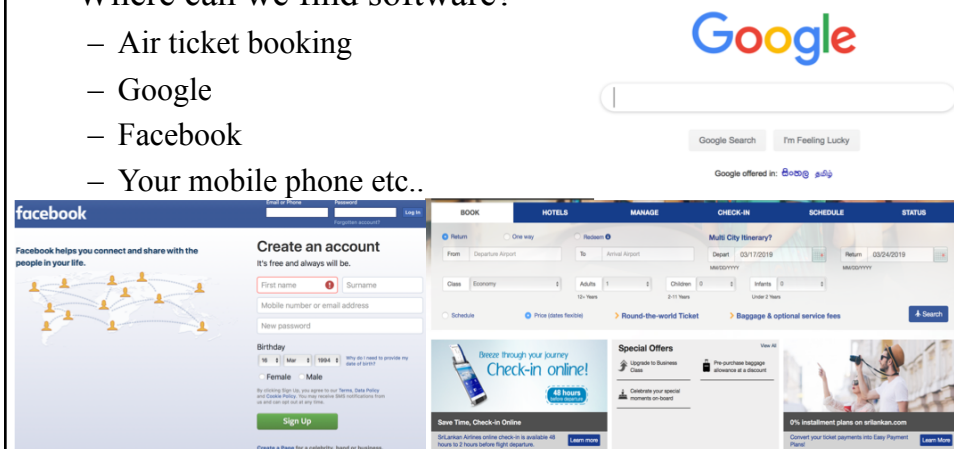 Where can we find software?
– Air ticket booking
– Google
– Facebook
– Your mobile phone etc..
Google
Google Search I'm Feeling Lucky
Google offered in: සිංහල தமிழ்
facebook
Email or Phone Password
Log In
Forgotten account?
Facebook helps you connect and share with the
people in your life.
Create an account
It's free and always will be.
First name Surname
Mobile number or email address
New password
Birthday
16 Mar 1994 Why do I need to provide my
date of birth?
Female Male
By clicking Sign Up, you agree to our Terms, Data Policy
and Cookie Policy. You may receive SMS notifications from
us and can opt out at any time.
Sign Up
Create a Page for a celebrity, band or business.
BOOK HOTELS MANAGE CHECK-IN SCHEDULE STATUS
Return One way Redeem Multi City Itinerary?
From Departure Airport To Arrival Airport Depart 03/17/2019 Return 03/24/2019
MM/DD/YYYY MM/DD/YYYY
Class Economy Adults 1 Children 0 Infants 0
12+ Years 2-11 Years Under 2 Years
Schedule Price (dates flexible) Round-the-world Ticket Baggage & optional service fees Search
Breeze through your journey
Check-in online!
48 hours
before departure
Save Time, Check-in Online
SriLankan Airlines online check-in is available 48
hours to 2 hours before flight departure.
Learn more
Special Offers View All
Upgrade to Business
Class
Pre-purchase baggage
allowance at a discount
Celebrate your special
moments on-board
0% installment plans on srilankan.com
Convert your ticket payments into Easy Payment
Plans!
Learn More